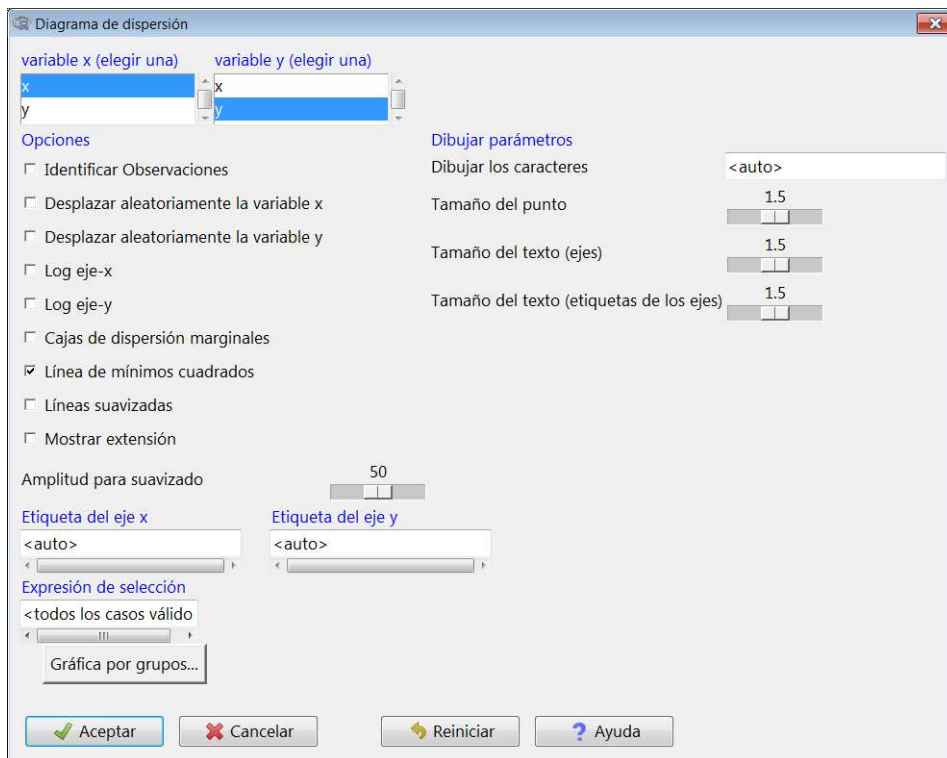 Diagrama de dispersión
variable x (elegir una) variable y (elegir una)
x x
y y
Opciones Dibujar parámetros
Identificar Observaciones Dibujar los caracteres <auto>
Desplazar aleatoriamente la variable x Tamaño del punto 1.5
Desplazar aleatoriamente la variable y Tamaño del texto (ejes) 1.5
Log eje-x
Log eje-y Tamaño del texto (etiquetas de los ejes) 1.5
Cajas de dispersión marginales
Línea de mínimos cuadrados
Líneas suavizadas
Mostrar extensión
Amplitud para suavizado 50
Etiqueta del eje x Etiqueta del eje y
<auto> <auto>
Expresión de selección
<todos los casos válido
Gráfica por grupos...
Aceptar Cancelar Reiniciar ? Ayuda